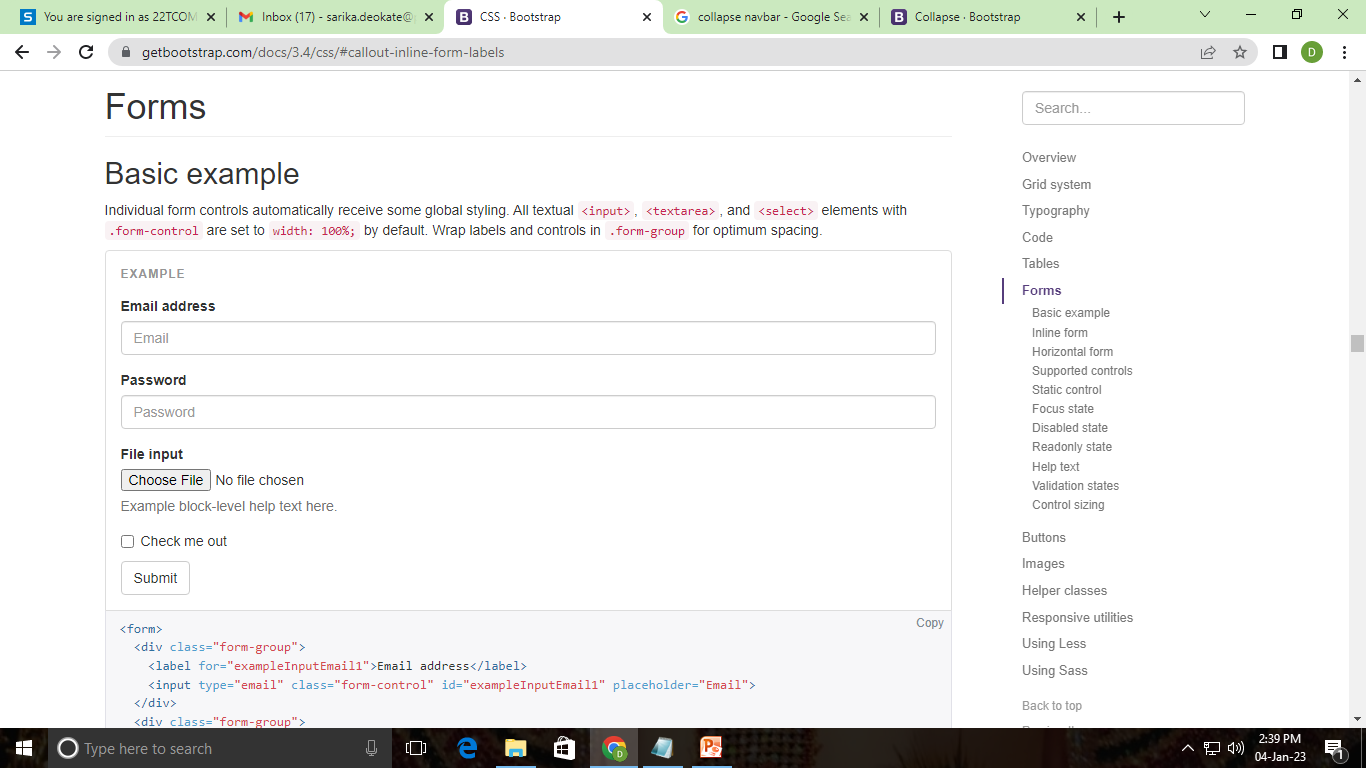 You are signed in as 22TCOM
Inbox (17) - sarika.deokate@
CSS · Bootstrap
collapse navbar - Google Sea
Collapse · Bootstrap
getbootstrap.com/docs/3.4/css/#callout-inline-form-labels
D
Forms
Basic example
Individual form controls automatically receive some global styling. All textual <input>, <textarea>, and <select> elements with
.form-control are set to width: 100%; by default. Wrap labels and controls in .form-group for optimum spacing.
EXAMPLE
Email address
Email
Password
Password
File input
Choose File No file chosen
Example block-level help text here.
Check me out
Submit
Copy
<form>
<div class="form-group">
<label for="exampleInputEmail1">Email address</label>
<input type="email" class="form-control" id="exampleInputEmail1" placeholder="Email">
</div>
<div class="form-group">
Search...
Overview
Grid system
Typography
Code
Tables
Forms
Basic example
Inline form
Horizontal form
Supported controls
Static control
Focus state
Disabled state
Readonly state
Help text
Validation states
Control sizing
Buttons
Images
Helper classes
Responsive utilities
Using Less
Using Sass
Back to top
Type here to search
2:39 PM
04-Jan-23
1